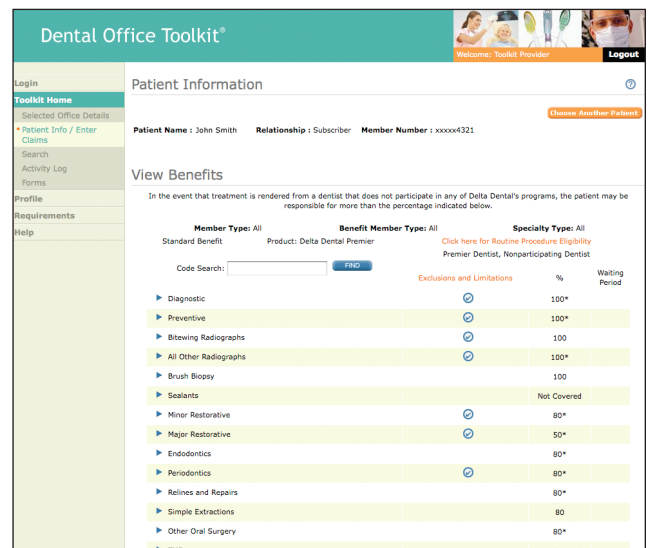 Dental Office Toolkit®
Welcome: Toolkit Provider
Logout
Login
Toolkit Home
Selected Office Details
* Patient Info / Enter
Claims
Search
Activity Log
Forms
Profile
Requirements
Help
Patient Information
?
Choose Another Patient
Patient Name : John Smith Relationship : Subscriber Member Number : xxxxx4321
View Benefits
In the event that treatment is rendered from a dentist that does not participate in any of Delta Dental's programs, the patient may be
responsible for more than the percentage indicated below.
Member Type: All Benefit Member Type: All Specialty Type: All
Standard Benefit Product: Delta Dental Premier Click here for Routine Procedure Eligibility
Premier Dentist, Nonparticipating Dentist
Code Search: FIND
Exclusions and Limitations % Waiting
Period
Diagnostic 100*
Preventive 100*
Bitewing Radiographs 100
All Other Radiographs 100*
Brush Biopsy 100
Sealants Not Covered
Minor Restorative 80*
Major Restorative 50*
Endodontics 80*
Periodontics 80*
Relines and Repairs 80*
Simple Extractions 80
Other Oral Surgery 80*